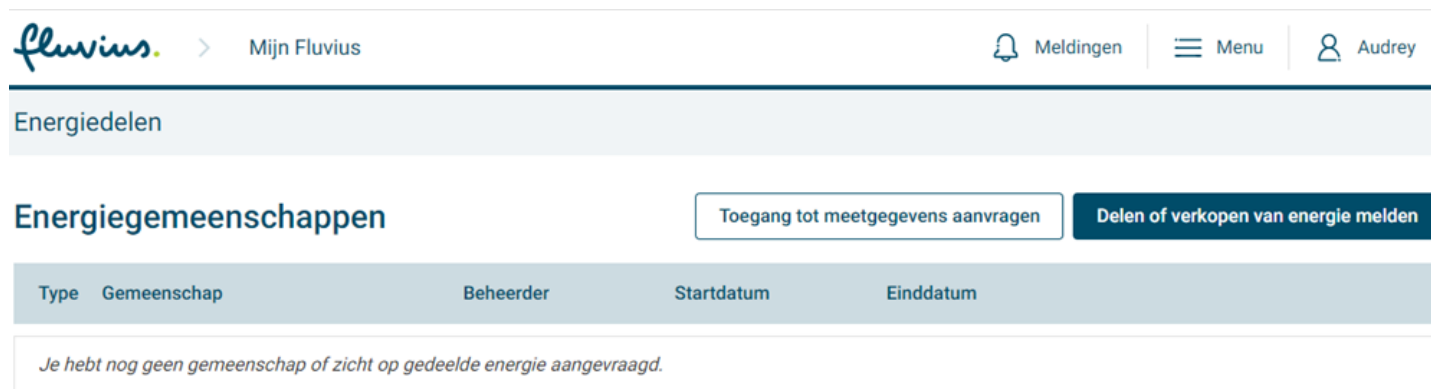 fluvius. > Mijn Fluvius Meldingen Menu Audrey
Energiedelen
Energiegemeenschappen Toegang tot meetgegevens aanvragen Delen of verkopen van energie melden
Type Gemeenschap Beheerder Startdatum Einddatum
Je hebt nog geen gemeenschap of zicht op gedeelde energie aangevraagd.